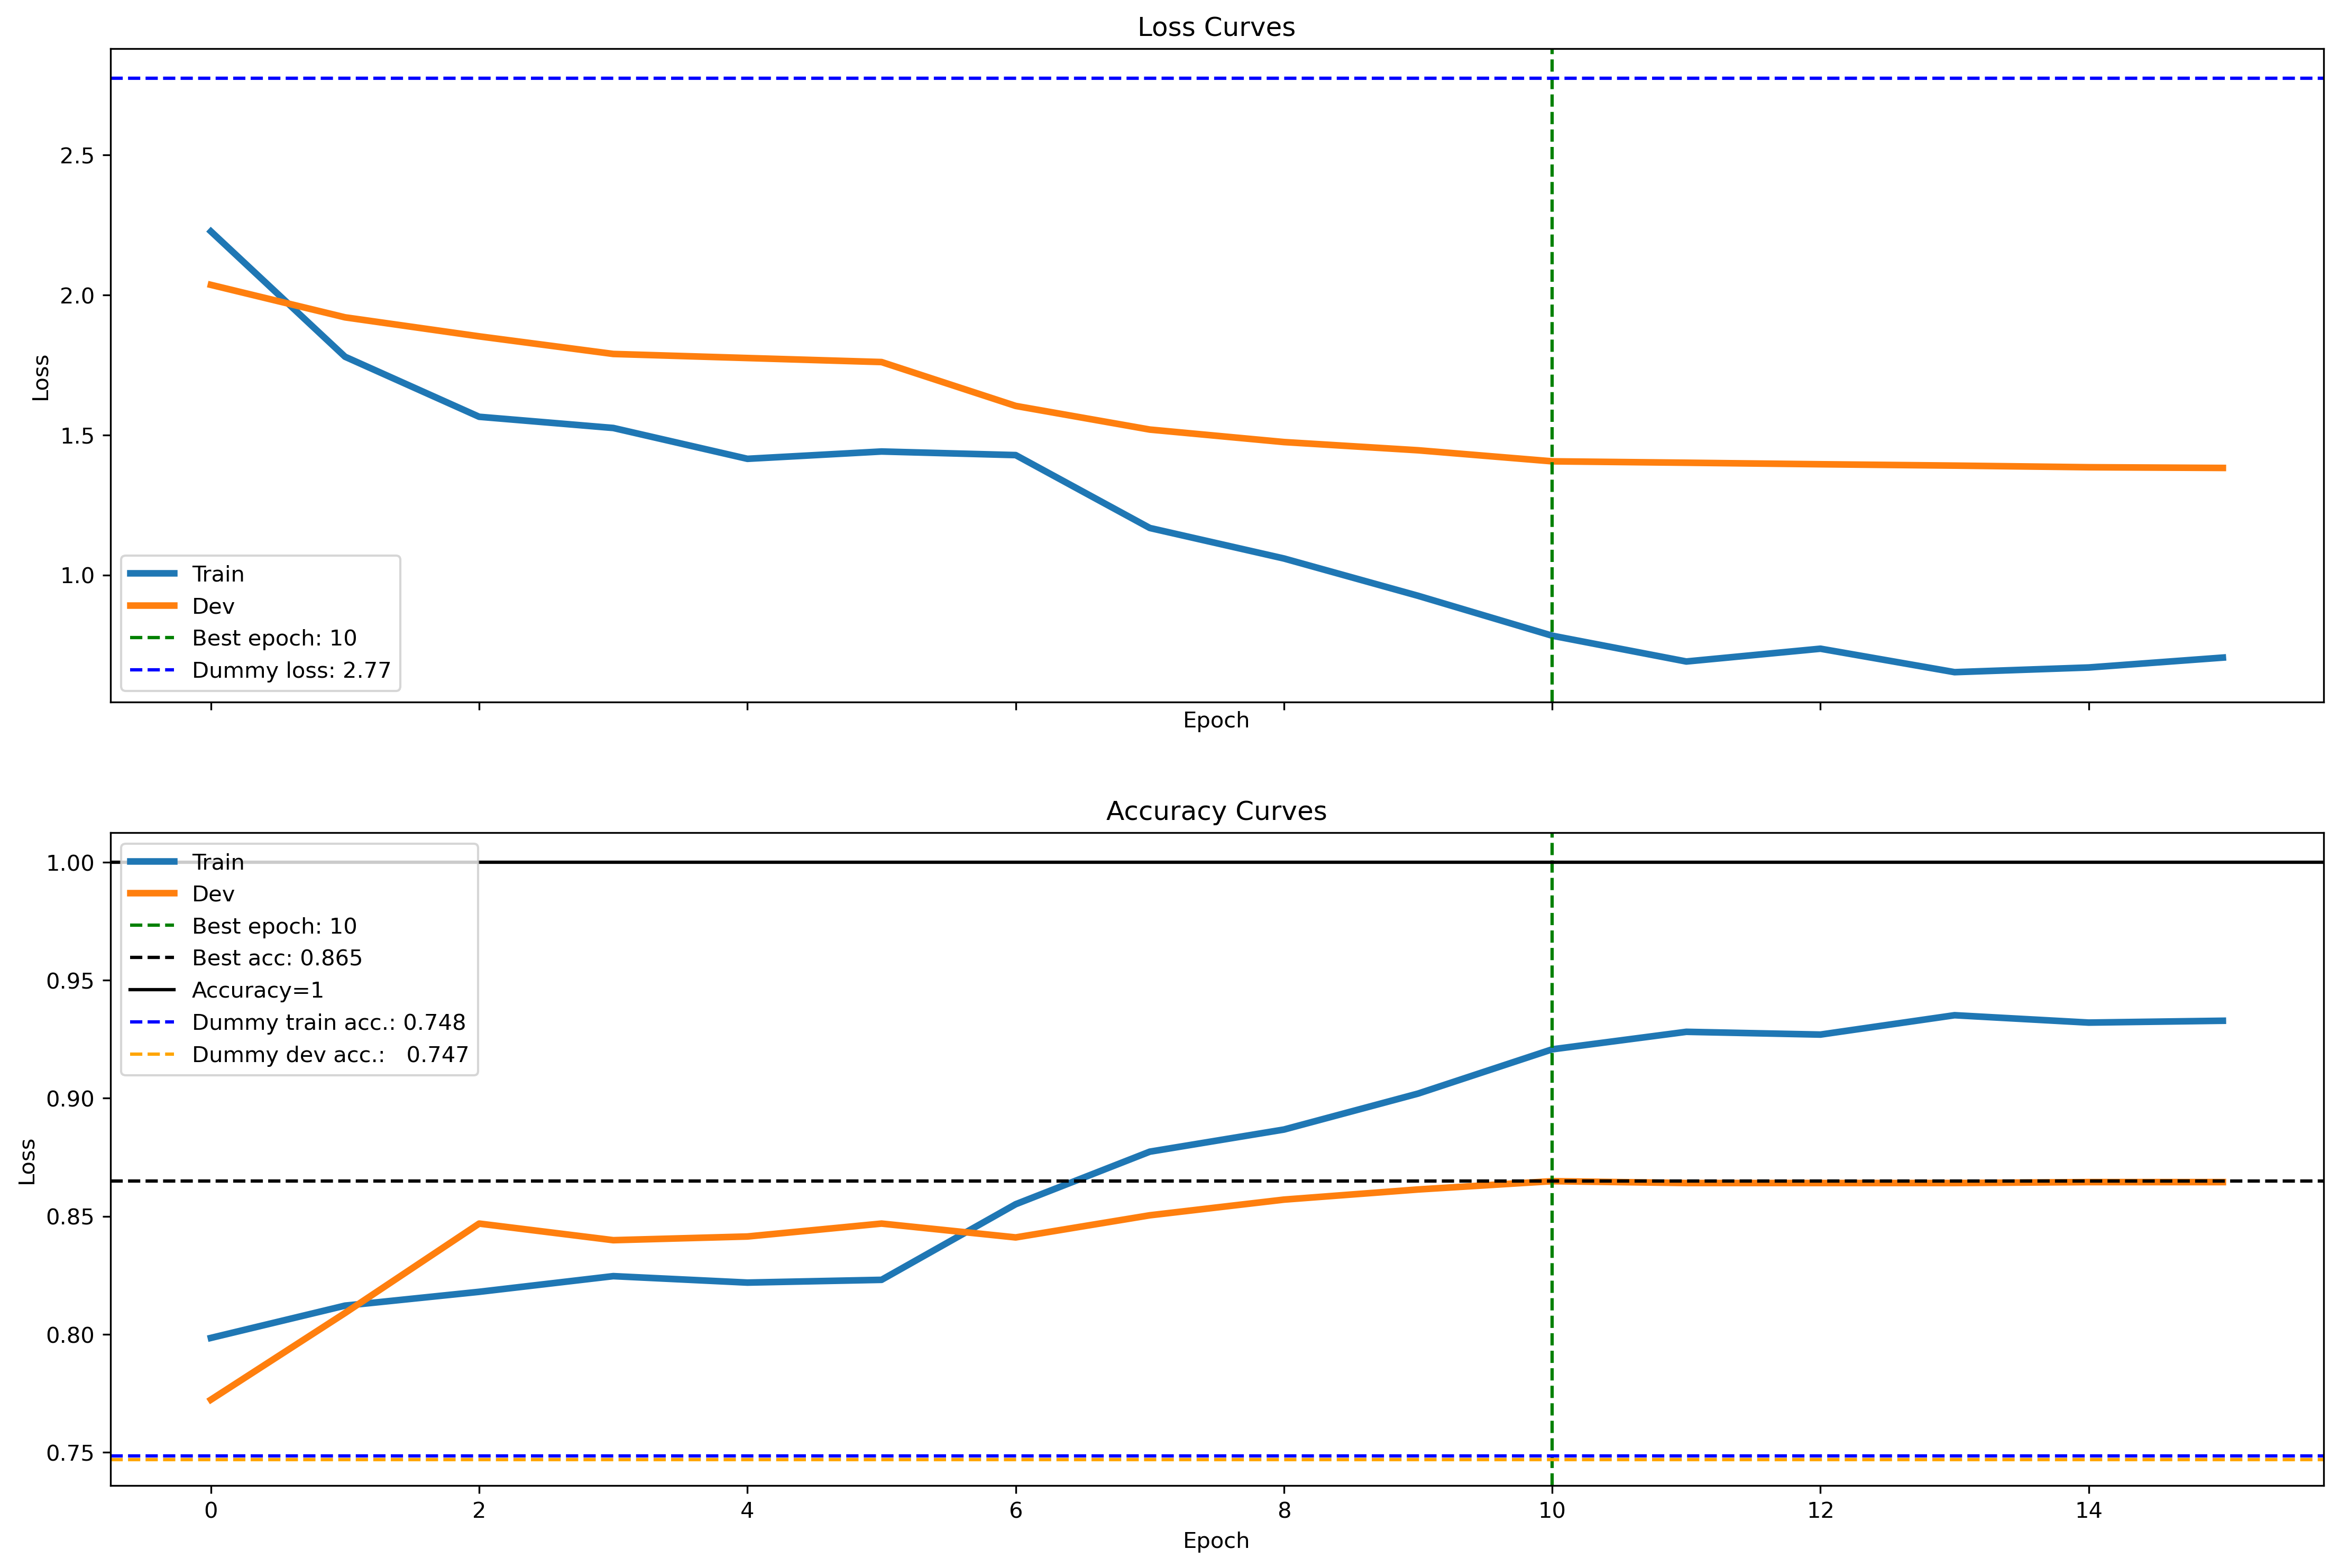 Loss Curves
2.5
2.0
1.5
1.0
Loss
Train
Dev
Best epoch: 10
Dummy loss: 2.77
Epoch
Accuracy Curves
1.00
0.95
0.90
0.85
0.80
0.75
Loss
Train
Dev
Best epoch: 10
Best acc: 0.865
Accuracy=1
Dummy train acc.: 0.748
Dummy dev acc.:   0.747
0 2 4 6 8 10 12 14
Epoch